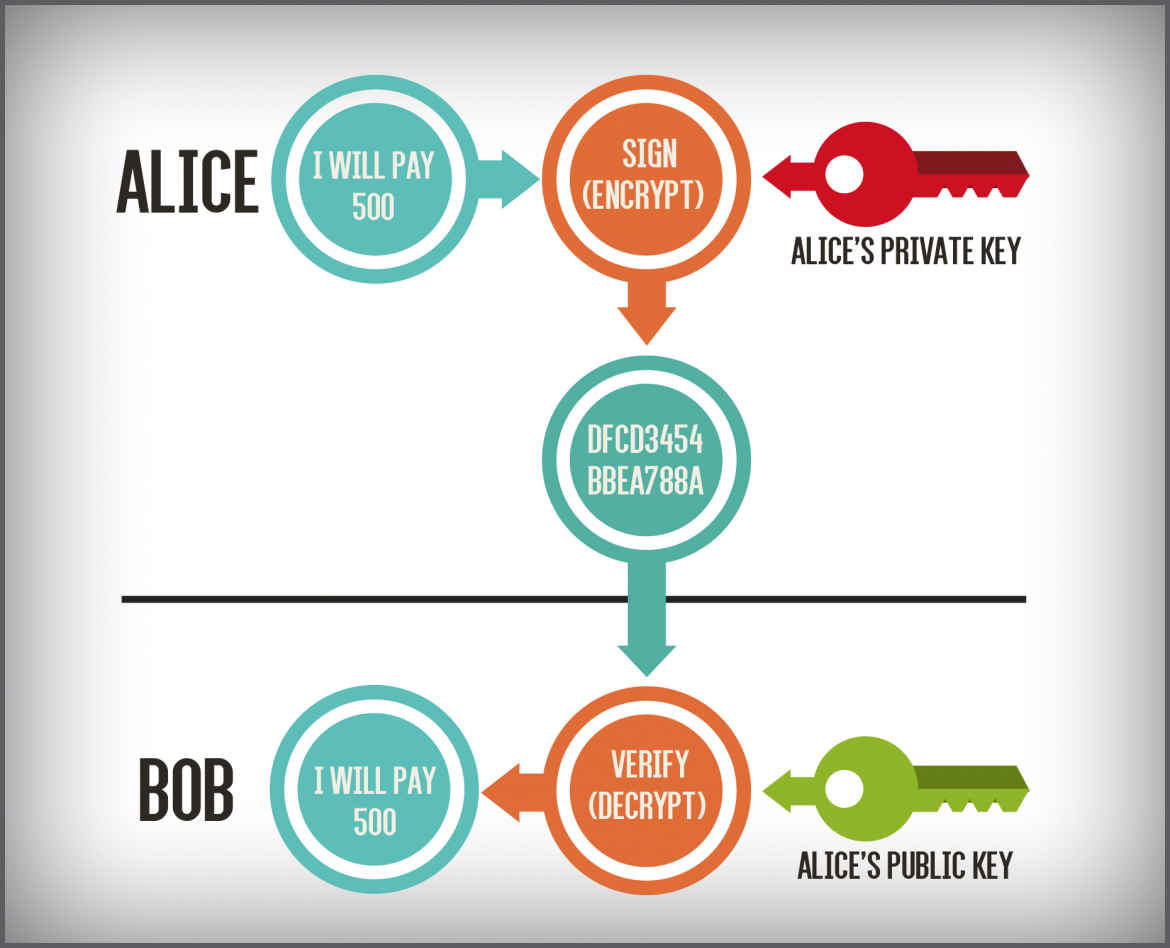 ALICE
I WILL PAY
500
SIGN
(ENCRYPT)
ALICE'S PRIVATE KEY
DFCD3454
BBEA788A
BOB
I WILL PAY
500
VERIFY
(DECRYPT)
ALICE'S PUBLIC KEY